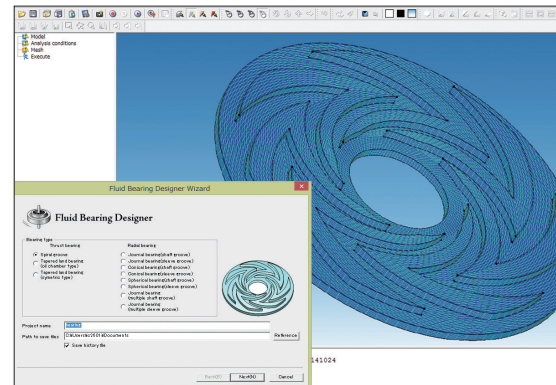 Model
Analysis conditions
Mesh
Execute
Fluid Bearing Designer Wizard
Fluid Bearing Designer
Bearing type
Thrust bearing
Radial bearing
Spiral groove
Journal bearing(shaft groove)
Tapered land bearing
(oil chamber type)
Journal bearing(sleeve groove)
Conical bearing(shaft groove)
Tapered land bearing
(symetric type)
Conical bearing(sleeve groove)
Spherical bearing(shaft groove)
Spherical bearing(sleeve groove)
Journal bearing
(multiple shaft groove)
Journal bearing
(multiple sleeve groove)
Project name
Path to save files
Reference
Save history file
Next(N)
Cancel
141024